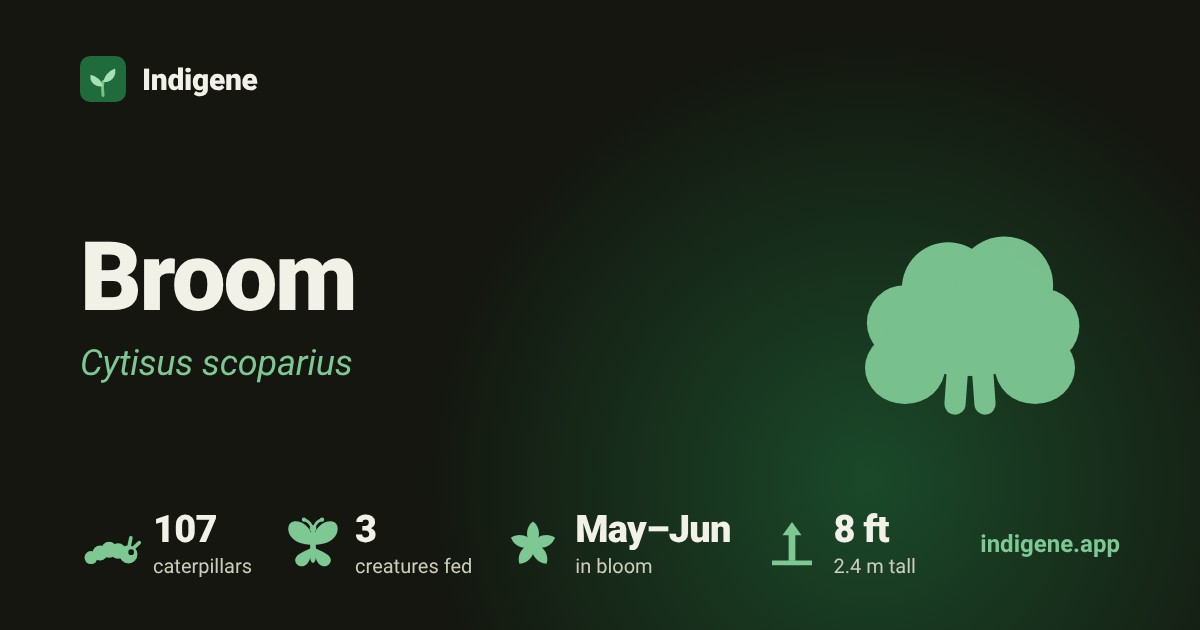 Indigene
Broom
Cytisus scoparius
107
caterpillars
3
creatures fed
May–Jun
in bloom
8 ft
2.4 m tall
indigene.app